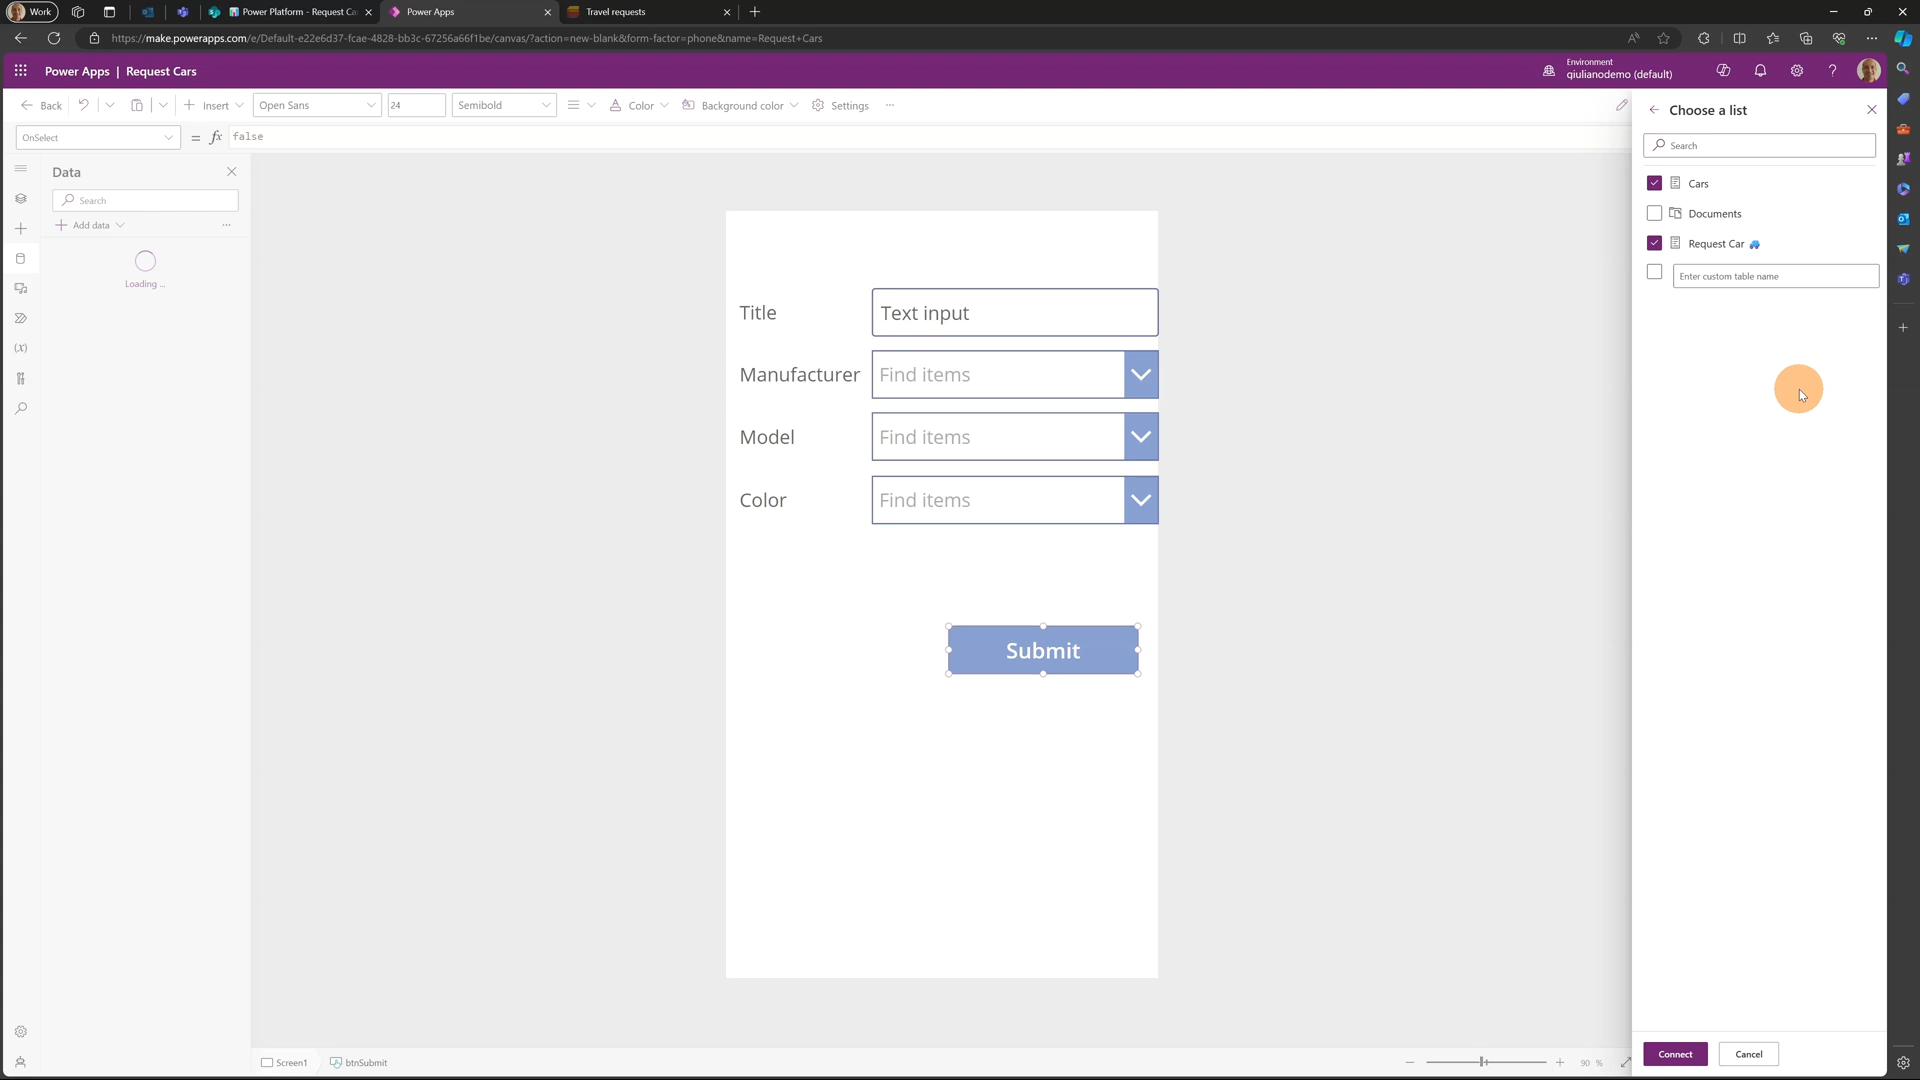 Work
Power Platform - Request Ca
Power Apps
Travel requests
https://make.powerapps.com/e/Default-e22e6d37-fcae-4828-bb3c-67256a66f1be/canvas/?action=new-blank&form-factor=phone&name=Request+Cars
Power Apps | Request Cars
Environment
qiulianodemo (default)
Back
Insert
Open Sans
24
Semibold
Color
Background color
Settings
OnSelect
= fx false
Data
Search
Add data
Loading ...
Title
Text input
Manufacturer
Find items
Model
Find items
Color
Find items
Submit
Choose a list
Search
Cars
Documents
Request Car 🚙
Enter custom table name
Connect
Cancel
Screen1
btnSubmit
90 %